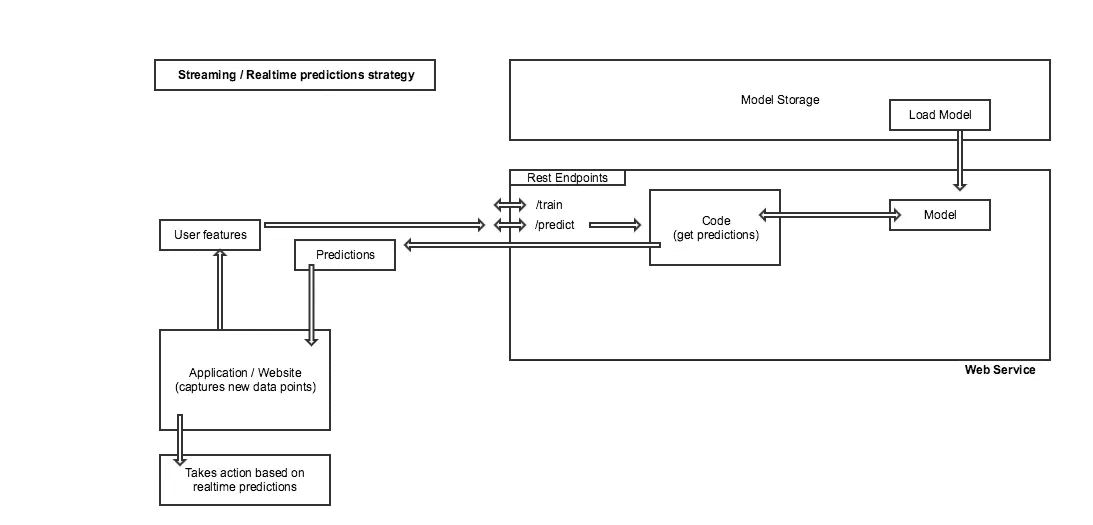 Streaming / Realtime predictions strategy
Model Storage
Load Model
Rest Endpoints
/train
/predict
Code
(get predictions)
Model
User features
Predictions
Application / Website
(captures new data points)
Web Service
Takes action based on
realtime predictions